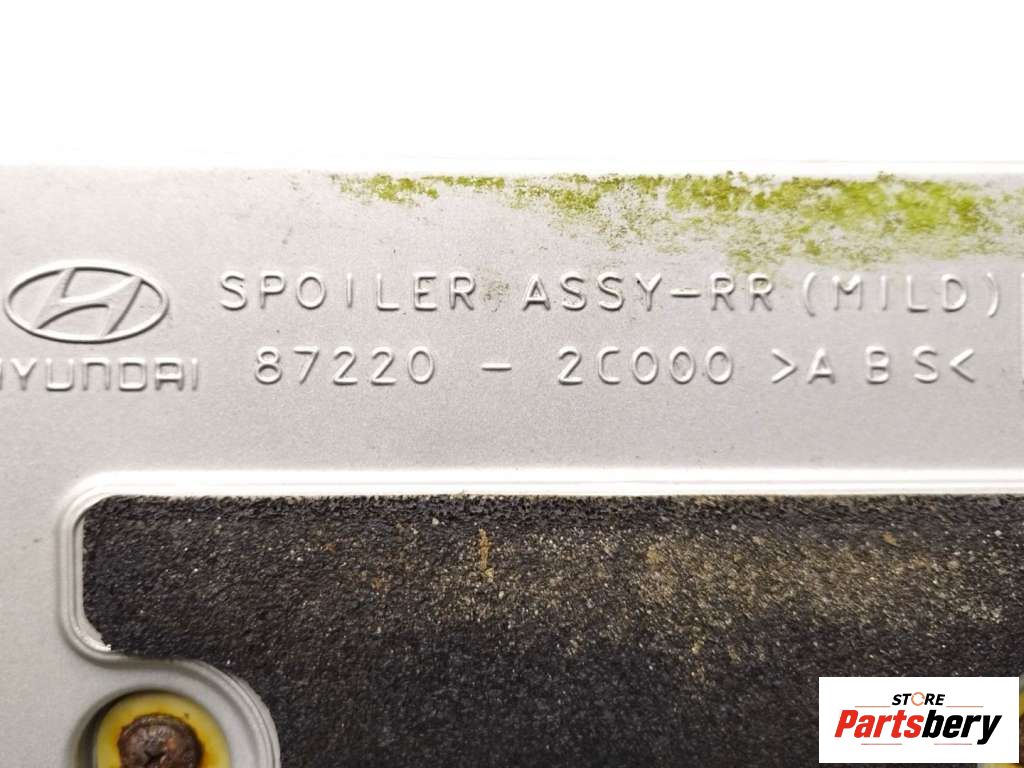 SPOILER ASSY-RR (MILD)
HYUNDAI 87220 - 2C000 >ABS<
STORE
Partsbery